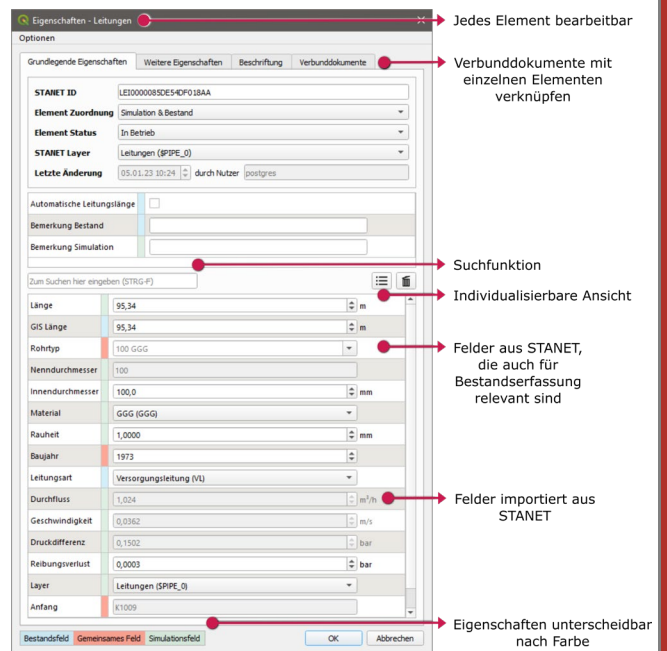 Eigenschaften - Leitungen
Jedes Element bearbeitbar
Optionen
Grundlegende Eigenschaften Weitere Eigenschaften Beschriftung Verbunddokumente
Verbunddokumente mit
einzelnen Elementen
verknüpfen
STANET ID LEI0000085DE54DF018AA
Element Zuordnung Simulation & Bestand
Element Status In Betrieb
STANET Layer Leitungen ($PIPE_0)
Letzte Änderung 05.01.23 10:24 durch Nutzer postgres
Automatische Leitungslänge
Bemerkung Bestand
Bemerkung Simulation
Suchfunktion
Zum Suchen hier eingeben (STRG-F)
Individualisierbare Ansicht
Länge 95,34 m
GIS Länge 95,34 m
Rohrtyp 100 GGG
Felder aus STANET,
die auch für
Bestandserfassung
relevant sind
Nenndurchmesser 100
Innendurchmesser 100,0 mm
Material GGG (GGG)
Rauheit 1,0000 mm
Baujahr 1973
Leitungsart Versorgungsleitung (VL)
Durchfluss 1,024 m³/h
Felder importiert aus
STANET
Geschwindigkeit 0,0362 m/s
Druckdifferenz 0,1502 bar
Reibungsverlust 0,0003 bar
Layer Leitungen ($PIPE_0)
Anfang K1009
Eigenschaften unterscheidbar
nach Farbe
Bestandsfeld Gemeinsames Feld Simulationsfeld OK Abbrechen